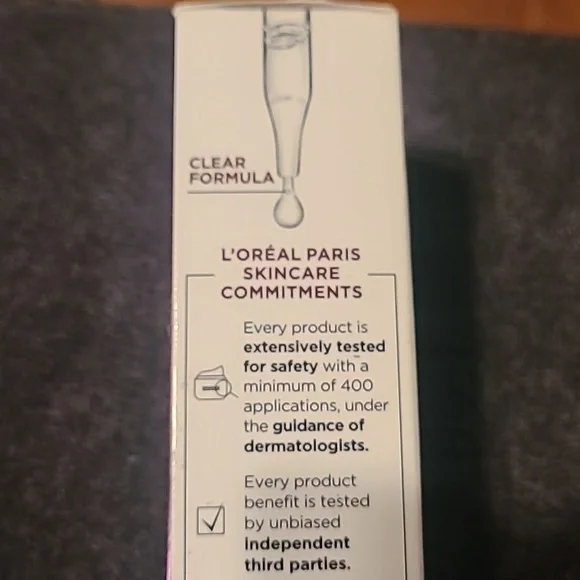 CLEAR
FORMULA
L'ORÉAL PARIS
SKINCARE
COMMITMENTS
Every product is
extensively tested
for safety with a
minimum of 400
applications, under
the guidance of
dermatologists.
Every product
benefit is tested
by unbiased
independent
third parties.